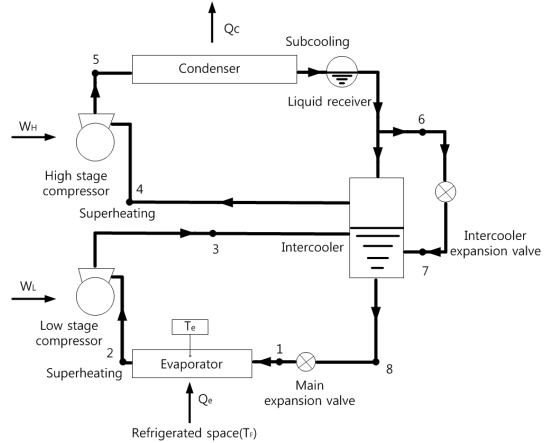 Qc
Subcooling
5
Condenser
Liquid receiver
6
WH
High stage
compressor
4
Superheating
Intercooler
Intercooler
expansion valve
3
7
WL
Low stage
compressor
Te
2
1
8
Superheating
Evaporator
Main
expansion valve
Qe
Refrigerated space(TF)